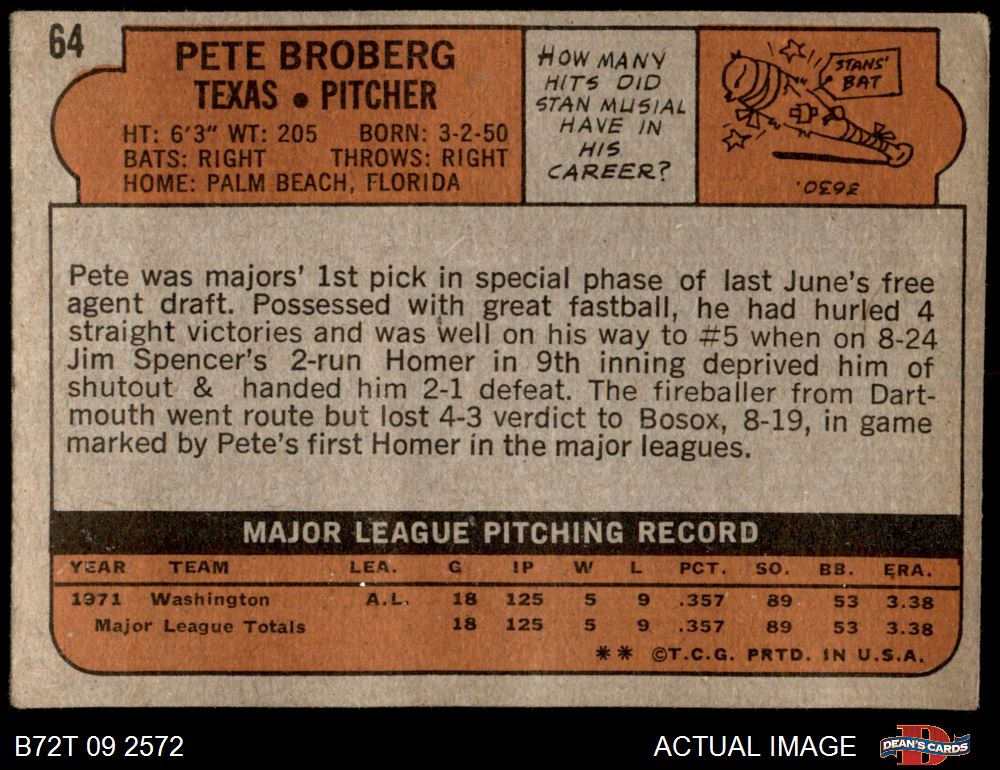 64
PETE BROBERG
TEXAS • PITCHER
HT: 6'3" WT: 205 BORN: 3-2-50
BATS: RIGHT THROWS: RIGHT
HOME: PALM BEACH, FLORIDA
HOW MANY
HITS DID
STAN MUSIAL
HAVE IN
HIS
CAREER?
STANS'
BAT
3630.
Pete was majors' 1st pick in special phase of last June's free
agent draft. Possessed with great fastball, he had hurled 4
straight victories and was well on his way to #5 when on 8-24
Jim Spencer's 2-run Homer in 9th inning deprived him of
shutout & handed him 2-1 defeat. The fireballer from Dart-
mouth went route but lost 4-3 verdict to Bosox, 8-19, in game
marked by Pete's first Homer in the major leagues.
MAJOR LEAGUE PITCHING RECORD
YEAR TEAM LEA. G IP W L PCT. SO. BB. ERA.
1971 Washington A.L. 18 125 5 9 .357 89 53 3.38
Major League Totals 18 125 5 9 .357 89 53 3.38
** ©T.C.G. PRTD. IN U.S.A.
B72T 09 2572
ACTUAL IMAGE
DEAN'S CARDS